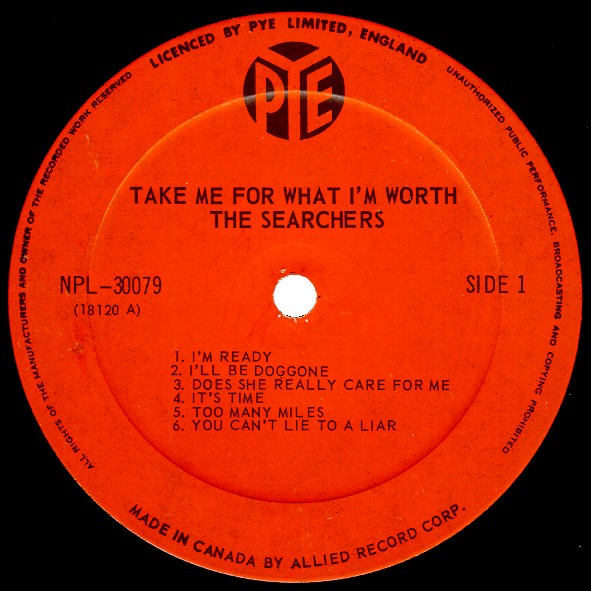 LICENCED BY PYE LIMITED, ENGLAND
PYE
TAKE ME FOR WHAT I'M WORTH
THE SEARCHERS
NPL-30079
(18120 A)
SIDE 1
1. I'M READY
2. I'LL BE DOGGONE
3. DOES SHE REALLY CARE FOR ME
4. IT'S TIME
5. TOO MANY MILES
6. YOU CAN'T LIE TO A LIAR
ALL RIGHTS OF THE MANUFACTURERS AND OWNER OF THE RECORDED WORK RESERVED
UNAUTHORIZED PUBLIC PERFORMANCE, BROADCASTING AND COPYING PROHIBITED
MADE IN CANADA BY ALLIED RECORD CORP.